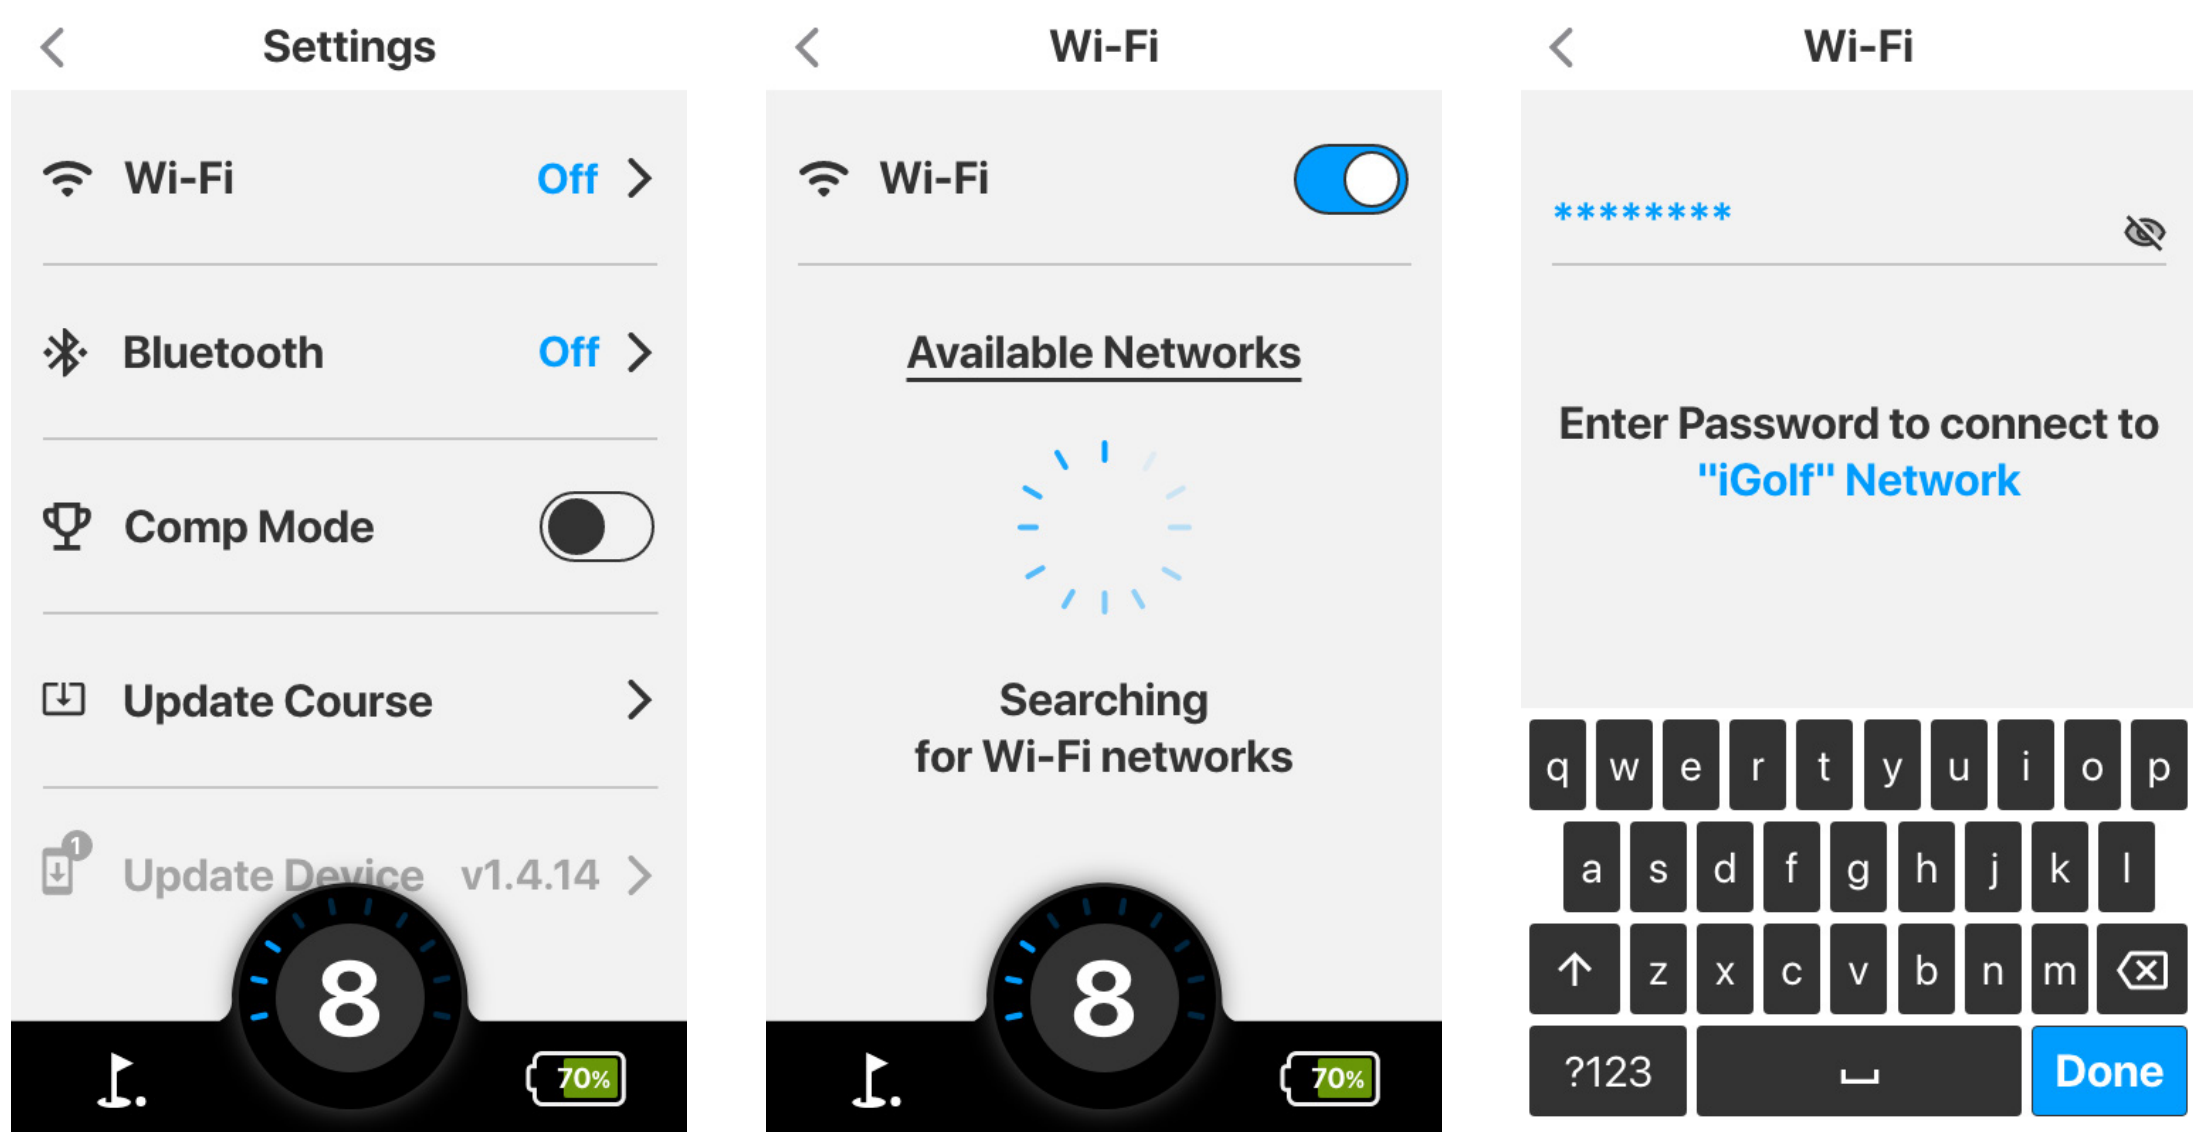 Settings
Wi-Fi Off
Bluetooth Off
Comp Mode
Update Course
1
Update Device v1.4.14
8
70%
Wi-Fi
Wi-Fi
Available Networks
Searching
for Wi-Fi networks
8
70%
Wi-Fi
********
Enter Password to connect to
"iGolf" Network
q w e r t y u i o p
a s d f g h j k l
z x c v b n m
?123 Done